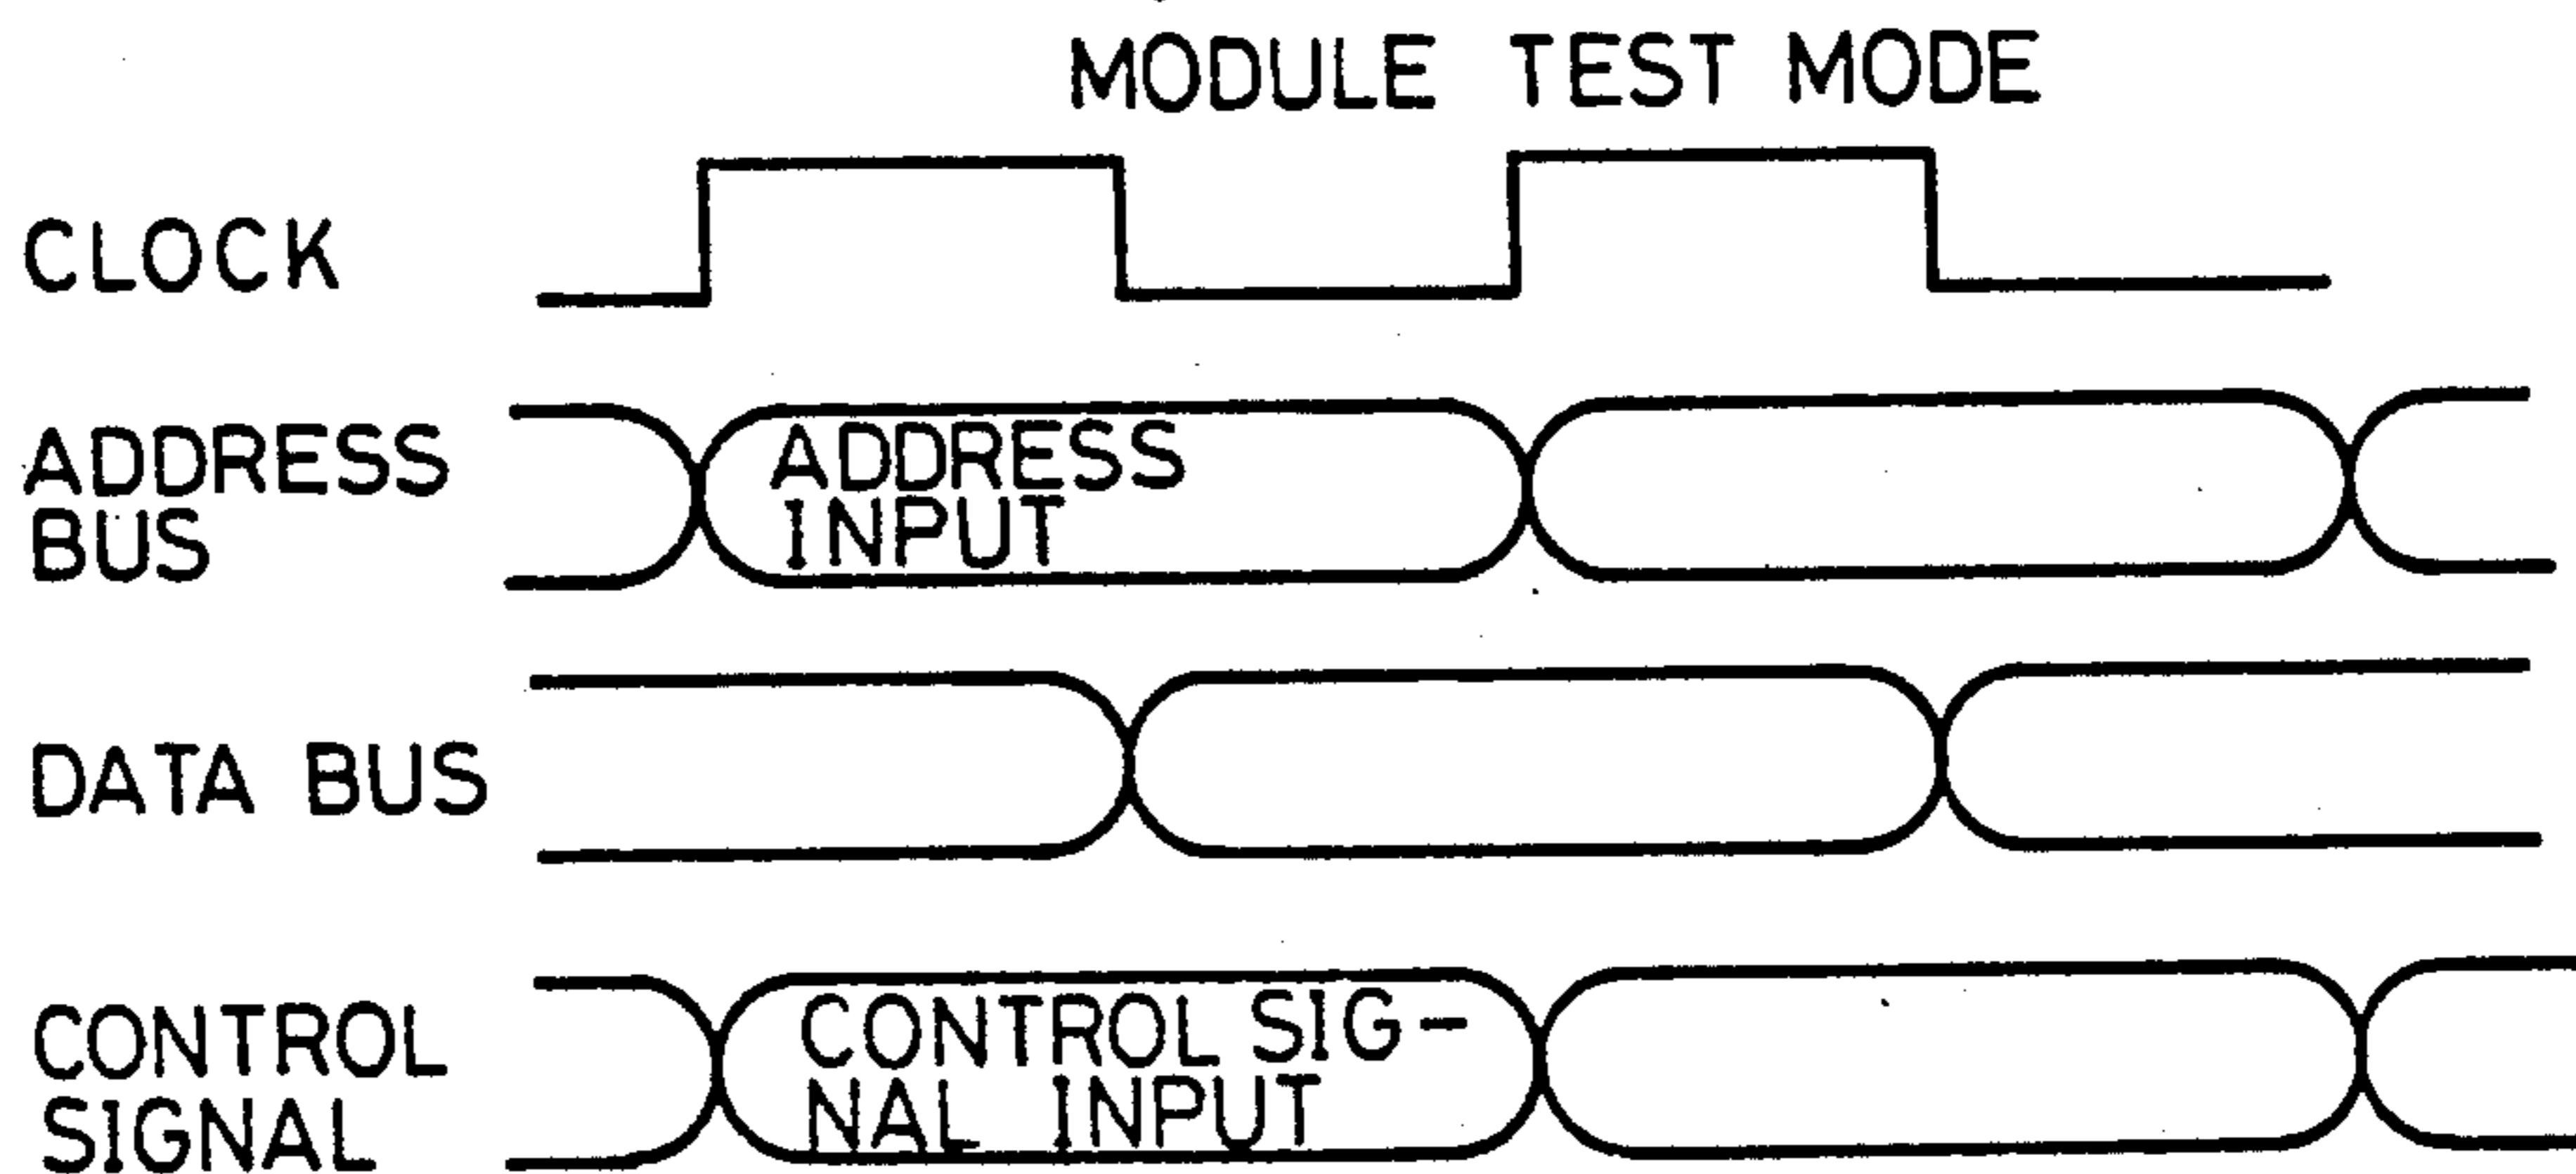 MODULE TEST MODE
CLOCK
ADDRESS
BUS
ADDRESS
INPUT
DATA BUS
CONTROL
SIGNAL
CONTROL SIG-
NAL INPUT